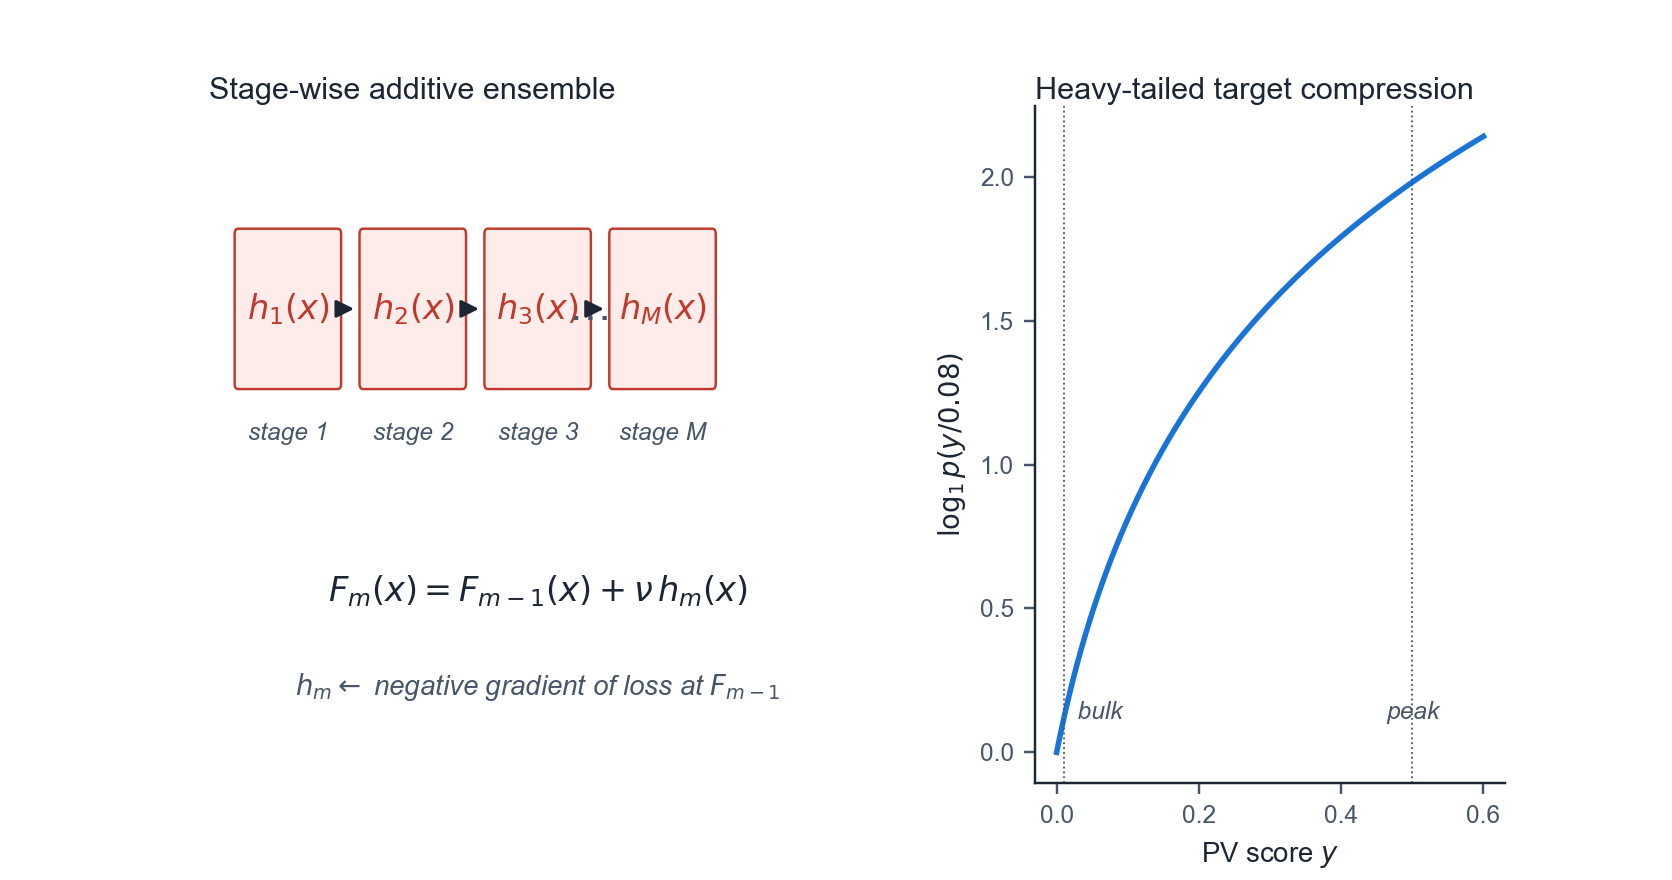 Stage-wise additive ensemble
h₁(x) h₂(x) h₃(x) ... h_M(x)
stage 1 stage 2 stage 3 stage M
F_m(x) = F_{m−1}(x) + ν h_m(x)
h_m ← negative gradient of loss at F_{m−1}
Heavy-tailed target compression
log₁ p(y/0.08)
2.0
1.5
1.0
0.5
0.0
bulk peak
0.0 0.2 0.4 0.6
PV score y